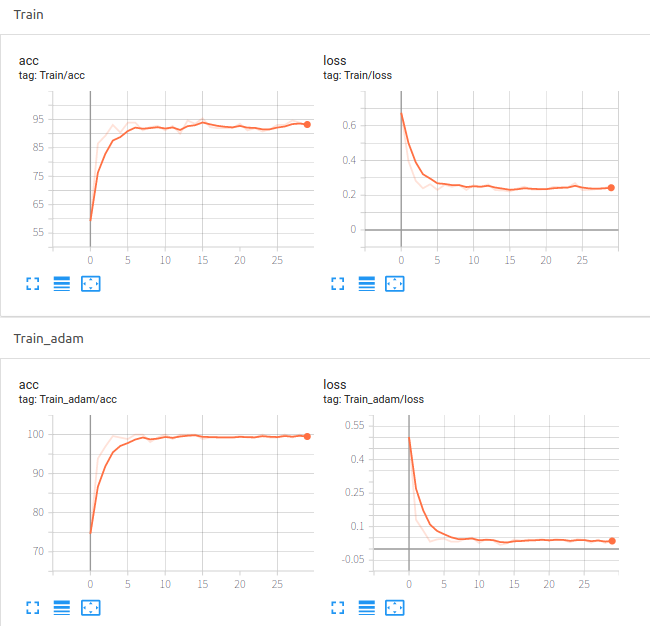 Train
acc
tag: Train/acc
loss
tag: Train/loss
95
85
75
65
55
0 5 10 15 20 25
0.6
0.4
0.2
0
0 5 10 15 20 25
Train_adam
acc
tag: Train_adam/acc
loss
tag: Train_adam/loss
100
90
80
70
0 5 10 15 20 25
0.55
0.4
0.25
0.1
-0.05
0 5 10 15 20 25